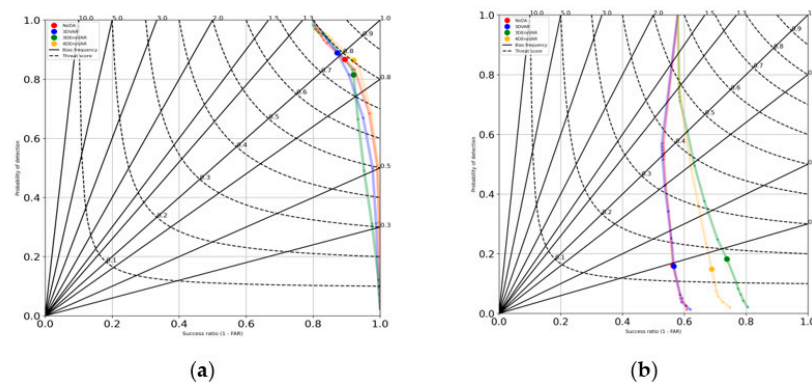 10.0 5.0 3.0 2.0 1.5 1.3 1.0
NoDA
3DVAR
3DEnVAR
4DEnVAR
Bias frequency
Threat Score
1.0
0.8
0.6
0.4
0.2
0.0
Probability of detection
0.9
0.8
0.7
0.6
0.5
0.4
0.3
0.2
0.1
0.8
0.5
0.3
0.0 0.2 0.4 0.6 0.8 1.0
Success ratio (1 - FAR)
(a)
10.0 5.0 3.0 2.0 1.5 1.3 1.0
NoDA
3DVAR
3DEnVAR
4DEnVAR
Bias frequency
Threat Score
1.0
0.8
0.6
0.4
0.2
0.0
Probability of detection
0.9
0.8
0.7
0.6
0.5
0.4
0.3
0.2
0.1
0.0 0.2 0.4 0.6 0.8 1.0
Success ratio (1 - FAR)
(b)